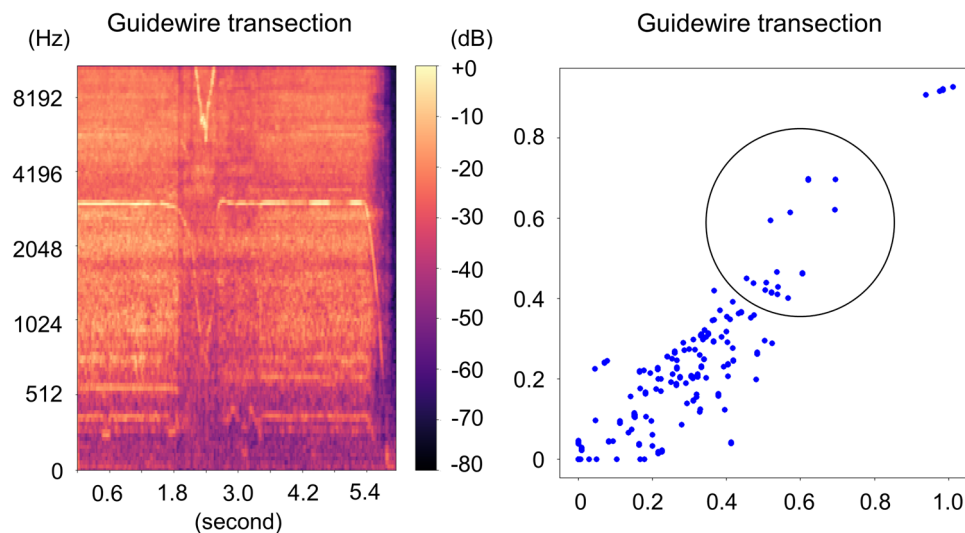 Guidewire transection
(Hz)
(dB)
8192
4196
2048
1024
512
0
0.6 1.8 3.0 4.2 5.4
(second)
+0
-10
-20
-30
-40
-50
-60
-70
-80
Guidewire transection
0.8
0.6
0.4
0.2
0
0 0.2 0.4 0.6 0.8 1.0